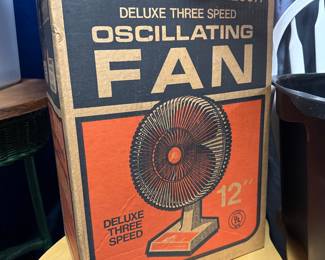 DELUXE THREE SPEED
OSCILLATING
FAN
12"
DELUXE
THREE
SPEED